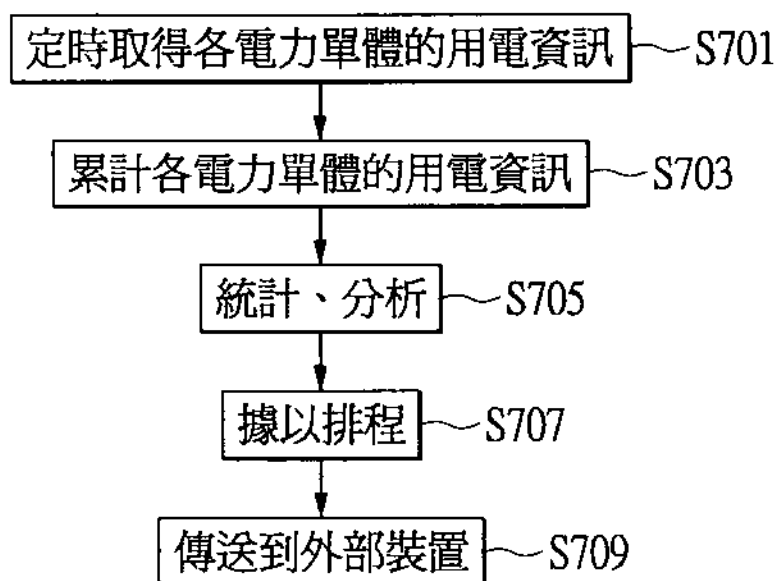 定時取得各電力單體的用電資訊 S701
累計各電力單體的用電資訊 S703
統計、分析 S705
據以排程 S707
傳送到外部裝置 S709